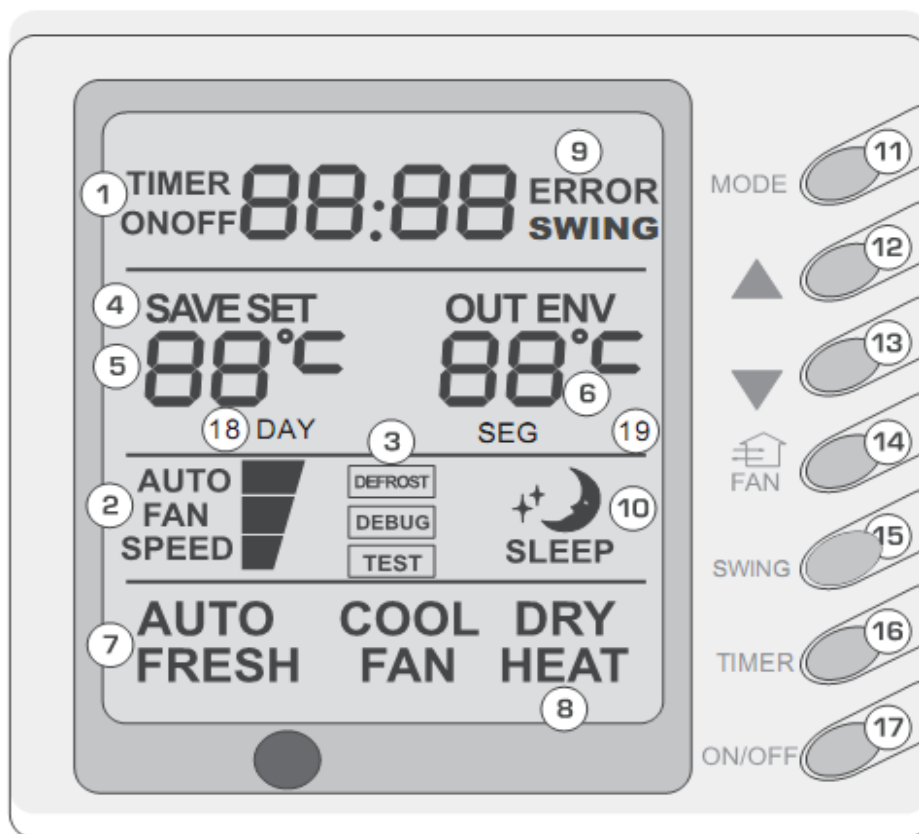 9
1 TIMER 88:88 ERROR
ONOFF SWING
MODE 11
12
4 SAVE SET OUT ENV
5 88°C 88°C
6
13
18 DAY 3 SEG 19
14
FAN
AUTO DEFROST
2 FAN DEBUG 10
SPEED TEST SLEEP
SWING 15
7 AUTO COOL DRY
FRESH FAN HEAT
8
TIMER 16
ON/OFF 17